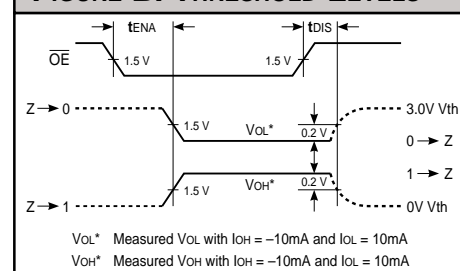 FIGURE 2. THRESHOLD LEVELS
tENA tDIS
OE 1.5 V 1.5 V
Z → 0 3.0V Vth
1.5 V VOL* 0.2 V
0 → Z
1 → Z
1.5 V VOH* 0.2 V
Z → 1 0V Vth
VOL* Measured VOL with IOH = –10mA and IOL = 10mA
VOH* Measured VOH with IOH = –10mA and IOL = 10mA